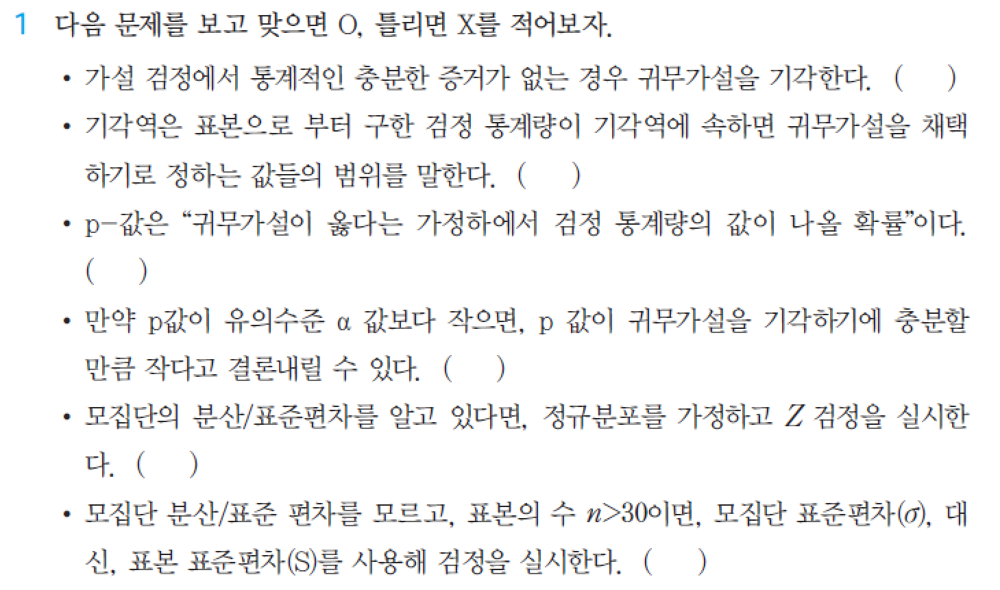 1 다음 문제를 보고 맞으면 O, 틀리면 X를 적어보자.
• 가설 검정에서 통계적인 충분한 증거가 없는 경우 귀무가설을 기각한다. ( )
• 기각역은 표본으로 부터 구한 검정 통계량이 기각역에 속하면 귀무가설을 채택
하기로 정하는 값들의 범위를 말한다. ( )
• p-값은 “귀무가설이 옳다는 가정하에서 검정 통계량의 값이 나올 확률”이다.
( )
• 만약 p값이 유의수준 α 값보다 작으면, p 값이 귀무가설을 기각하기에 충분할
만큼 작다고 결론내릴 수 있다. ( )
• 모집단의 분산/표준편차를 알고 있다면, 정규분포를 가정하고 Z 검정을 실시한
다. ( )
• 모집단 분산/표준 편차를 모르고, 표본의 수 n>30이면, 모집단 표준편차(σ), 대
신, 표본 표준편차(S)를 사용해 검정을 실시한다. ( )